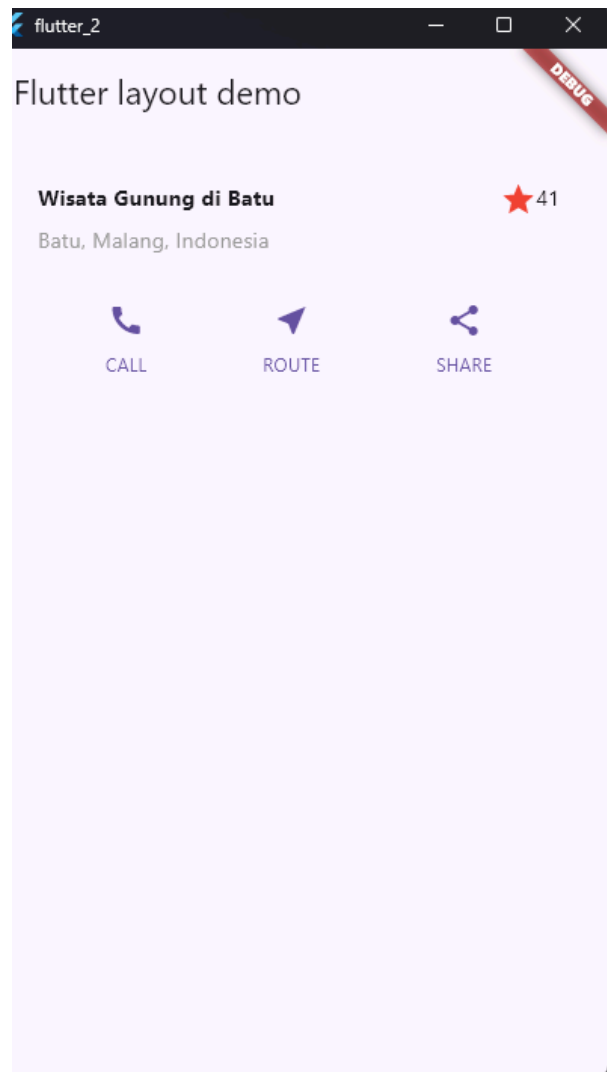 flutter_2
DEBUG
Flutter layout demo
Wisata Gunung di Batu
41
Batu, Malang, Indonesia
CALL ROUTE SHARE